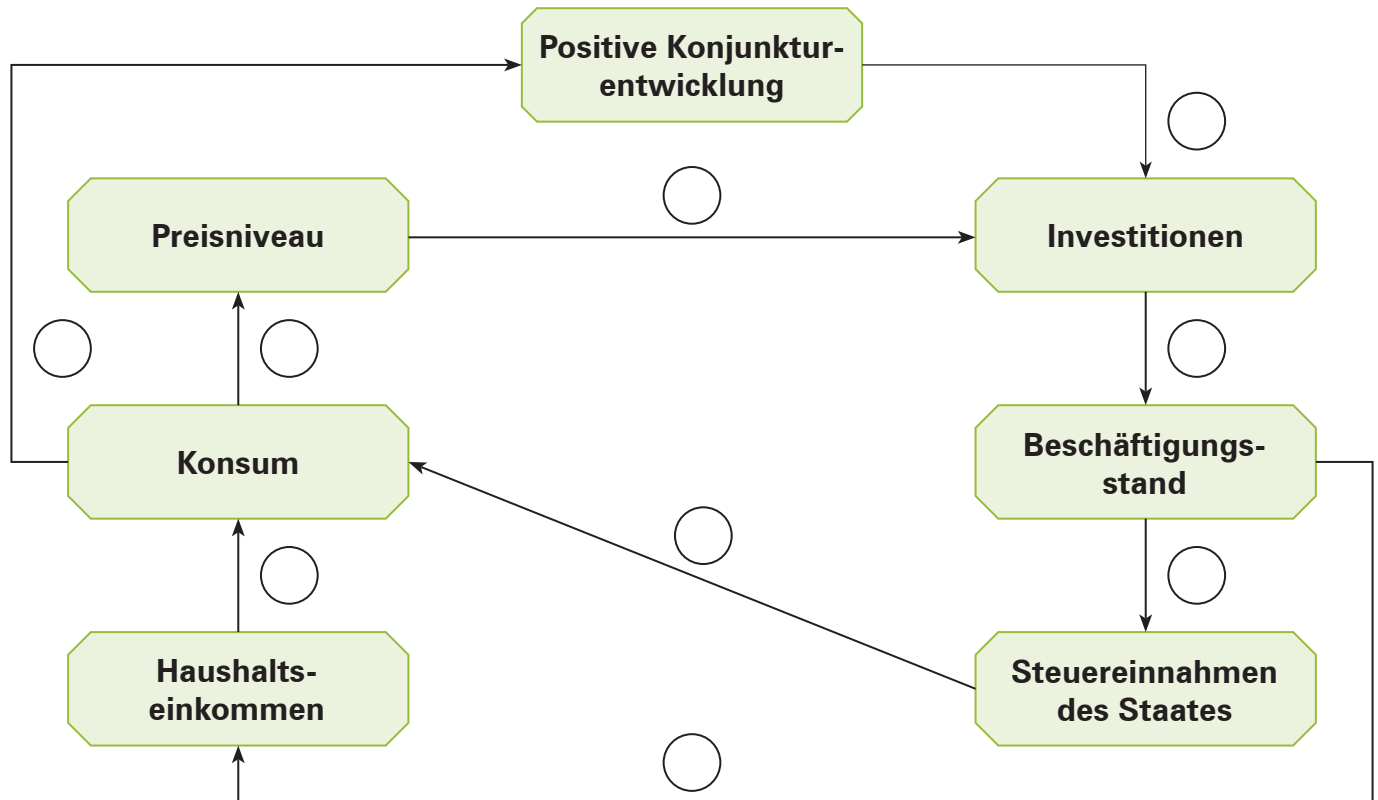 Positive Konjunktur-
entwicklung
Preisniveau
Investitionen
Konsum
Beschäftigungs-
stand
Haushalts-
einkommen
Steuereinnahmen
des Staates